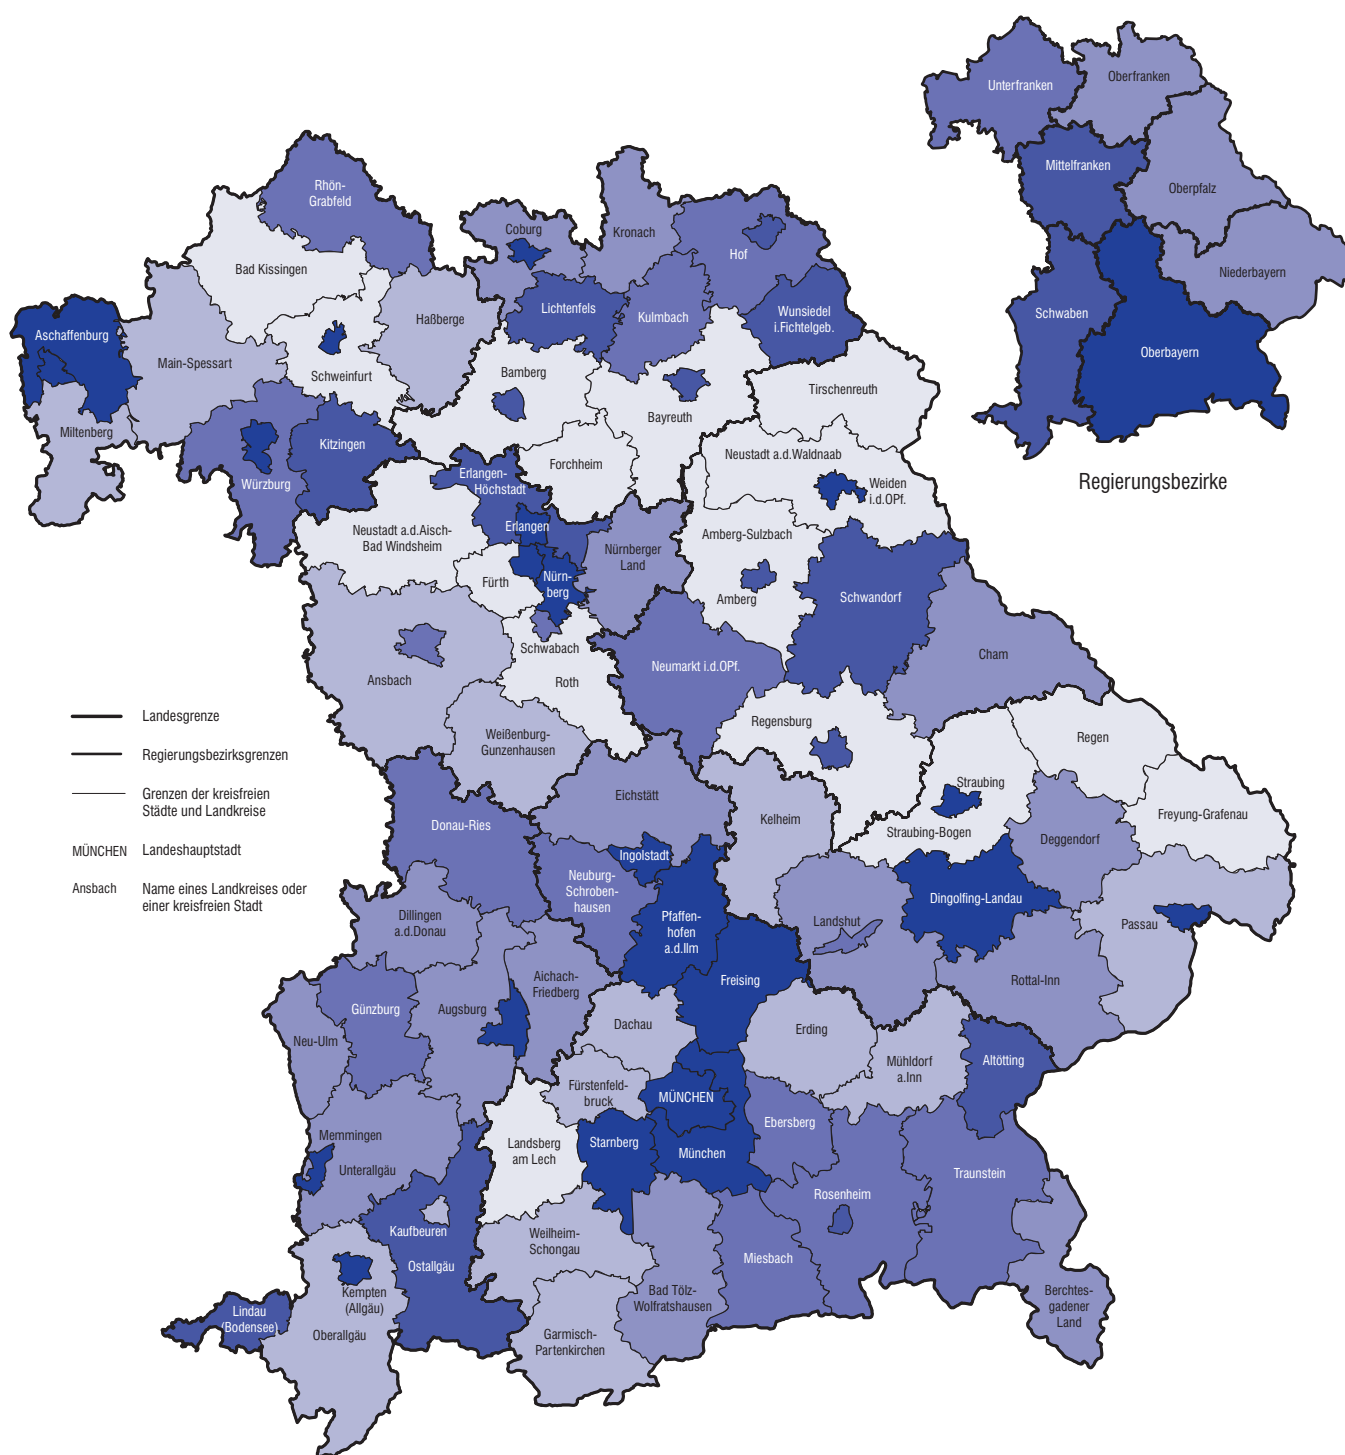 Unterfranken
Oberfranken
Mittelfranken
Oberpfalz
Niederbayern
Schwaben
Oberbayern
Regierungsbezirke
Rhön-
Grabfeld
Coburg
Kronach
Hof
Bad Kissingen
Lichtenfels
Kulmbach
Wunsiedel
i.Fichtelgeb.
Haßberge
Aschaffenburg
Main-Spessart
Schweinfurt
Bamberg
Bayreuth
Tirschenreuth
Miltenberg
Kitzingen
Würzburg
Forchheim
Neustadt a.d.Waldnaab
Weiden
i.d.OPf.
Erlangen-
Höchstadt
Erlangen
Neustadt a.d.Aisch-
Bad Windsheim
Fürth
Nürn-
berg
Nürnberger
Land
Amberg-Sulzbach
Amberg
Schwandorf
Schwabach
Roth
Ansbach
Neumarkt i.d.OPf.
Cham
Weißenburg-
Gunzenhausen
Regensburg
Regen
Landesgrenze
Regierungsbezirksgrenzen
Grenzen der kreisfreien
Städte und Landkreise
MÜNCHEN
Landeshauptstadt
Ansbach
Name eines Landkreises oder
einer kreisfreien Stadt
Eichstätt
Kelheim
Straubing
Straubing-Bogen
Freyung-Grafenau
Deggendorf
Donau-Ries
Ingolstadt
Neuburg-
Schroben-
hausen
Pfaffen-
hofen
a.d.Ilm
Dingolfing-Landau
Landshut
Passau
Dillingen
a.d.Donau
Rottal-Inn
Aichach-
Friedberg
Freising
Günzburg
Augsburg
Neu-Ulm
Dachau
Erding
Mühldorf
a.Inn
Altötting
Fürstenfeld-
bruck
MÜNCHEN
Ebersberg
Memmingen
Unterallgäu
Landsberg
am Lech
Starnberg
München
Rosenheim
Traunstein
Kaufbeuren
Ostallgäu
Weilheim-
Schongau
Miesbach
Kempten
(Allgäu)
Bad Tölz-
Wolfratshausen
Berchtes-
gadener
Land
Lindau
(Bodensee)
Oberallgäu
Garmisch-
Partenkirchen